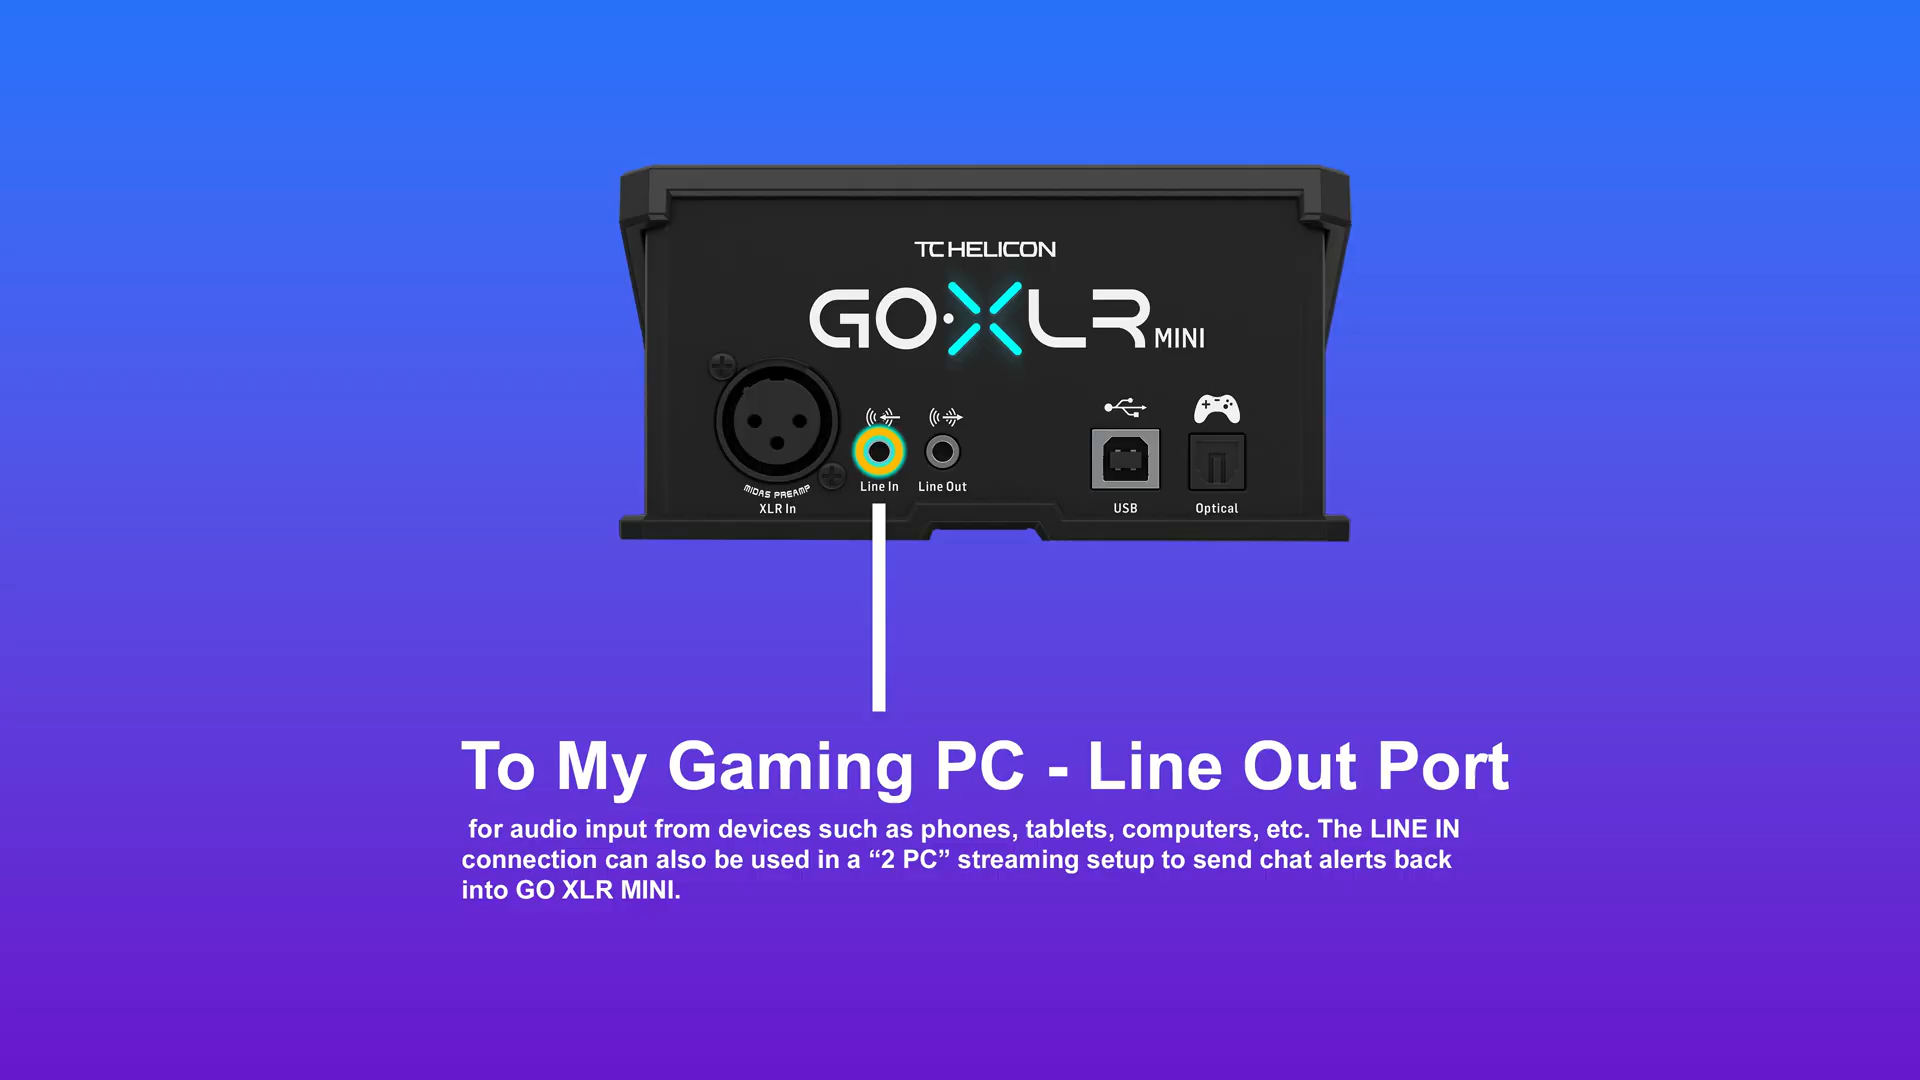 TC HELICON
GO·XLR MINI
Line In
Line Out
MIDAS PREAMP
XLR In
USB
Optical
To My Gaming PC - Line Out Port
for audio input from devices such as phones, tablets, computers, etc. The LINE IN
connection can also be used in a “2 PC” streaming setup to send chat alerts back
into GO XLR MINI.